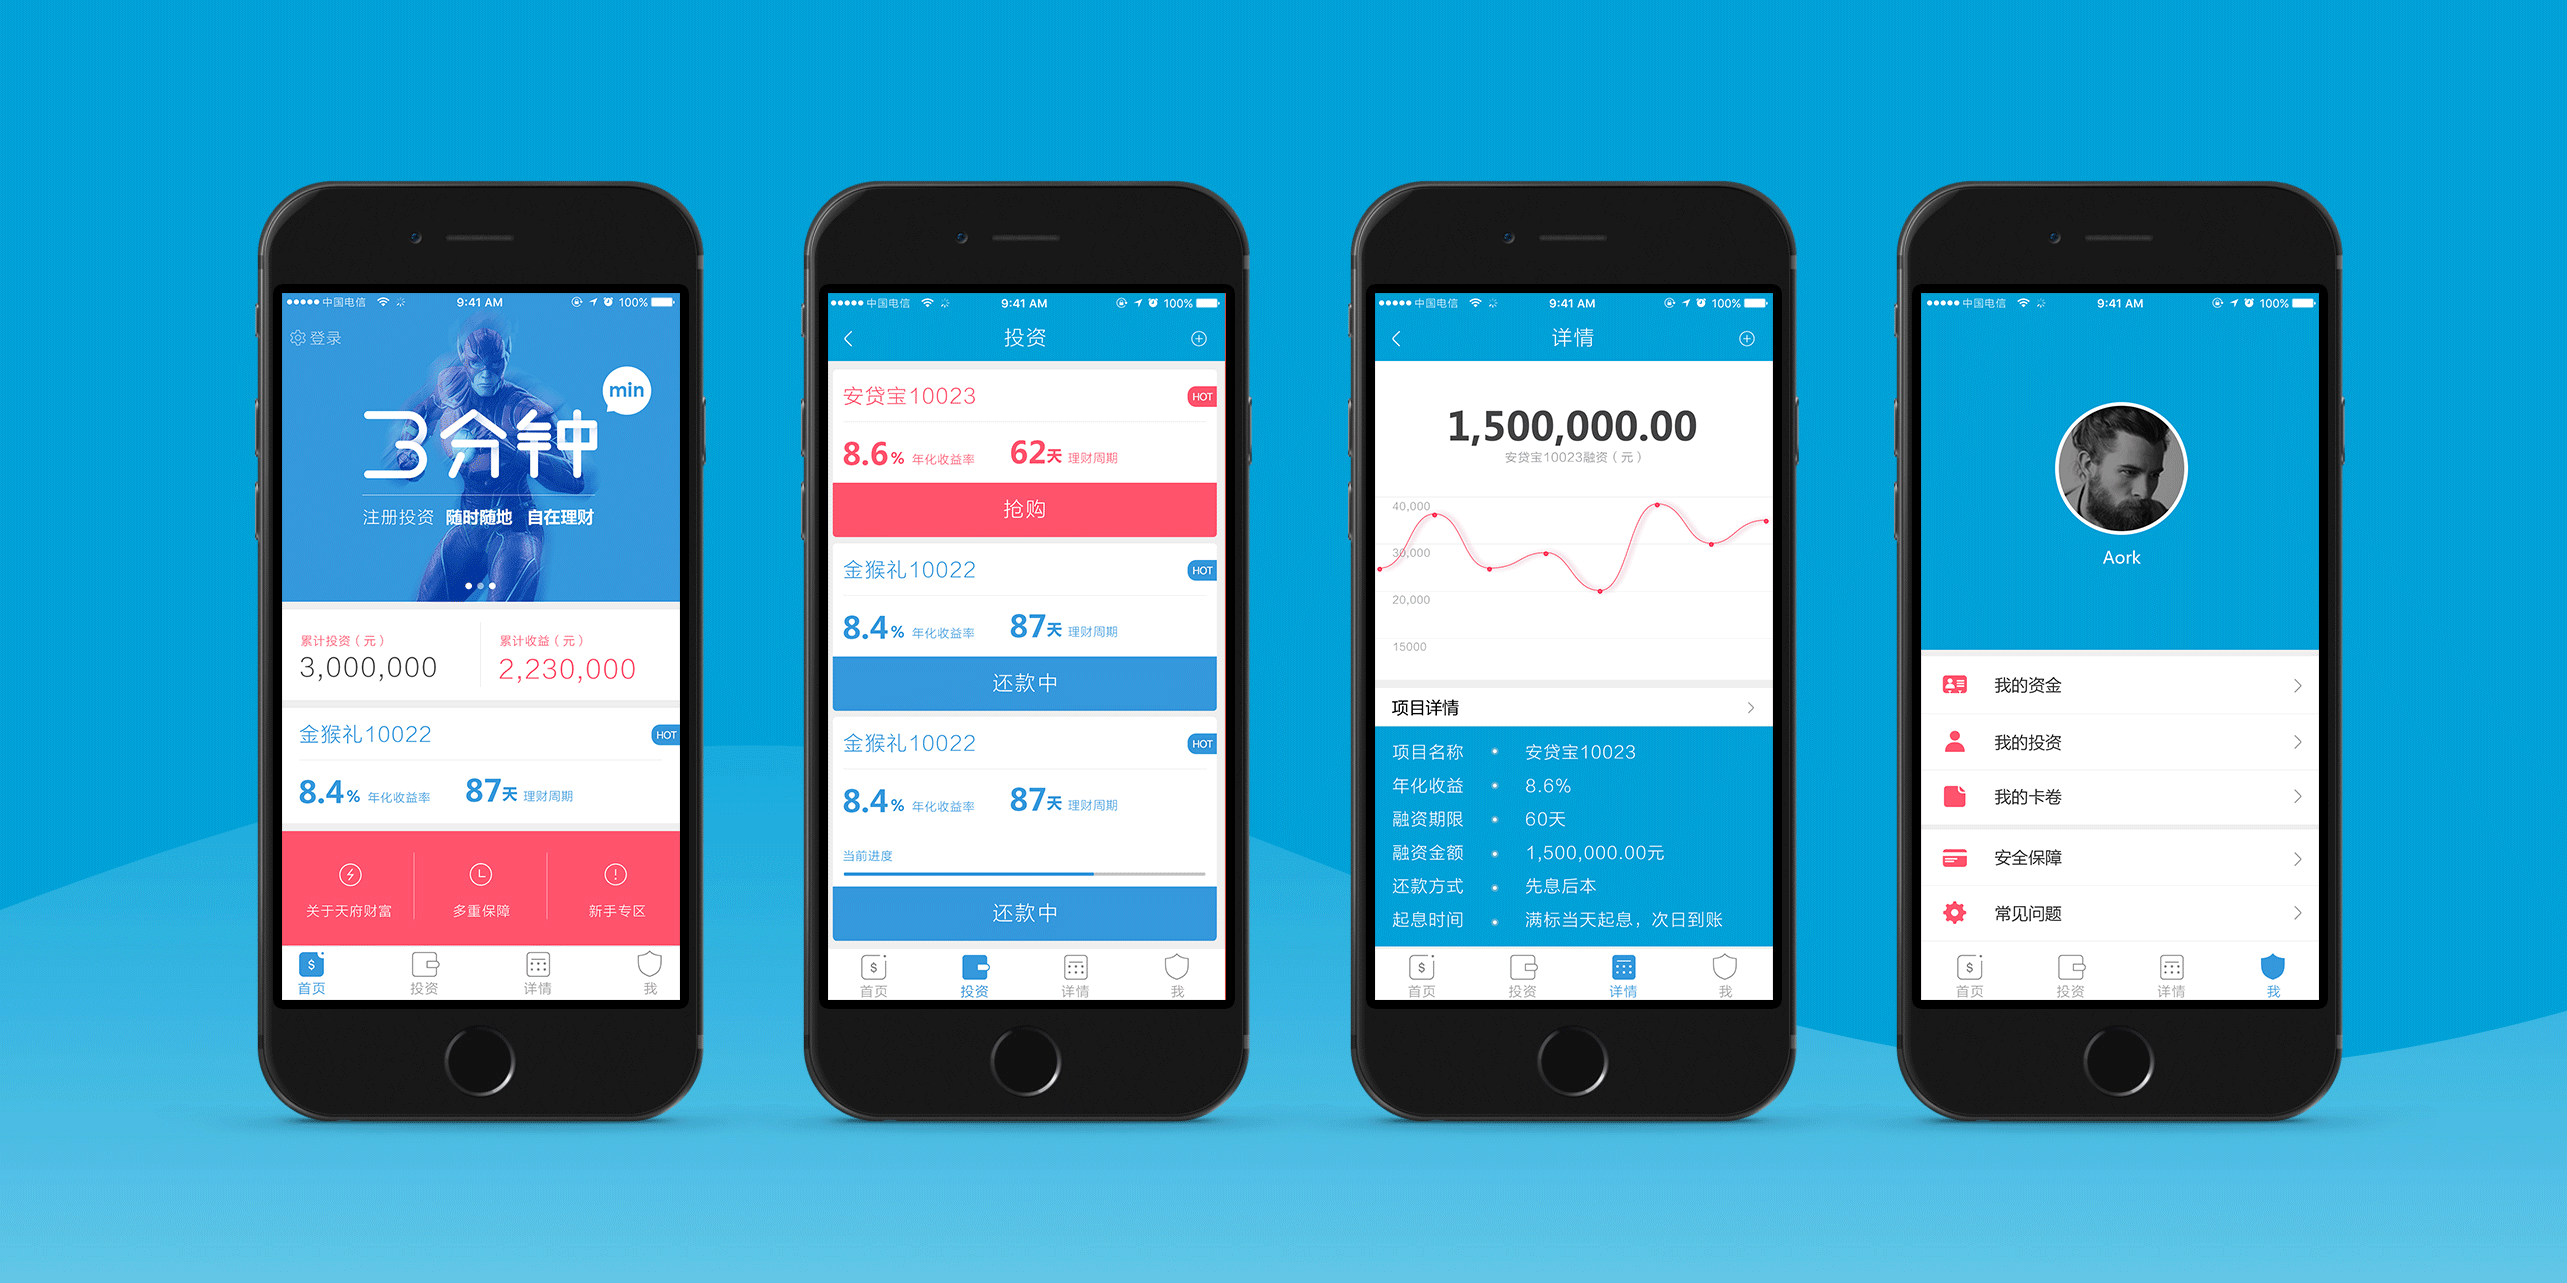 中国电信 9:41 AM 100%
登录
min
3分钟
注册投资 随时随地 自在理财
累计投资（元） 累计收益（元）
3,000,000 2,230,000
金猴礼10022 HOT
8.4% 年化收益率 87天 理财周期
关于天府财富 多重保障 新手专区
$
首页 投资 详情 我
中国电信 9:41 AM 100%
投资
安贷宝10023 HOT
8.6% 年化收益率 62天 理财周期
抢购
金猴礼10022 HOT
8.4% 年化收益率 87天 理财周期
还款中
金猴礼10022 HOT
8.4% 年化收益率 87天 理财周期
当前进度
还款中
$
首页 投资 详情 我
中国电信 9:41 AM 100%
详情
1,500,000.00
安贷宝10023融资（元）
40,000
30,000
20,000
15000
项目详情
项目名称 • 安贷宝10023
年化收益 • 8.6%
融资期限 • 60天
融资金额 • 1,500,000.00元
还款方式 • 先息后本
起息时间 • 满标当天起息，次日到账
$
首页 投资 详情 我
中国电信 9:41 AM 100%
Aork
我的资金
我的投资
我的卡卷
安全保障
常见问题
$
首页 投资 详情 我